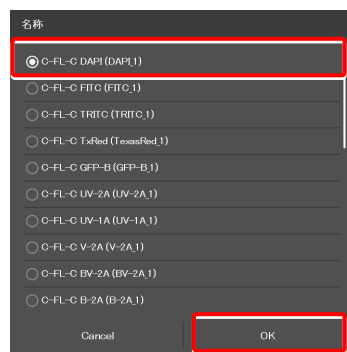 名称
C-FL-C DAPI (DAPI_1)
C-FL-C FITC (FITC_1)
C-FL-C TRITC (TRITC_1)
C-FL-C TxRed (TexasRed_1)
C-FL-C GFP-B (GFP-B_1)
C-FL-C UV-2A (UV-2A_1)
C-FL-C UV-1A (UV-1A_1)
C-FL-C V-2A (V-2A_1)
C-FL-C BV-2A (BV-2A_1)
C-FL-C B-2A (B-2A_1)
Cancel
OK